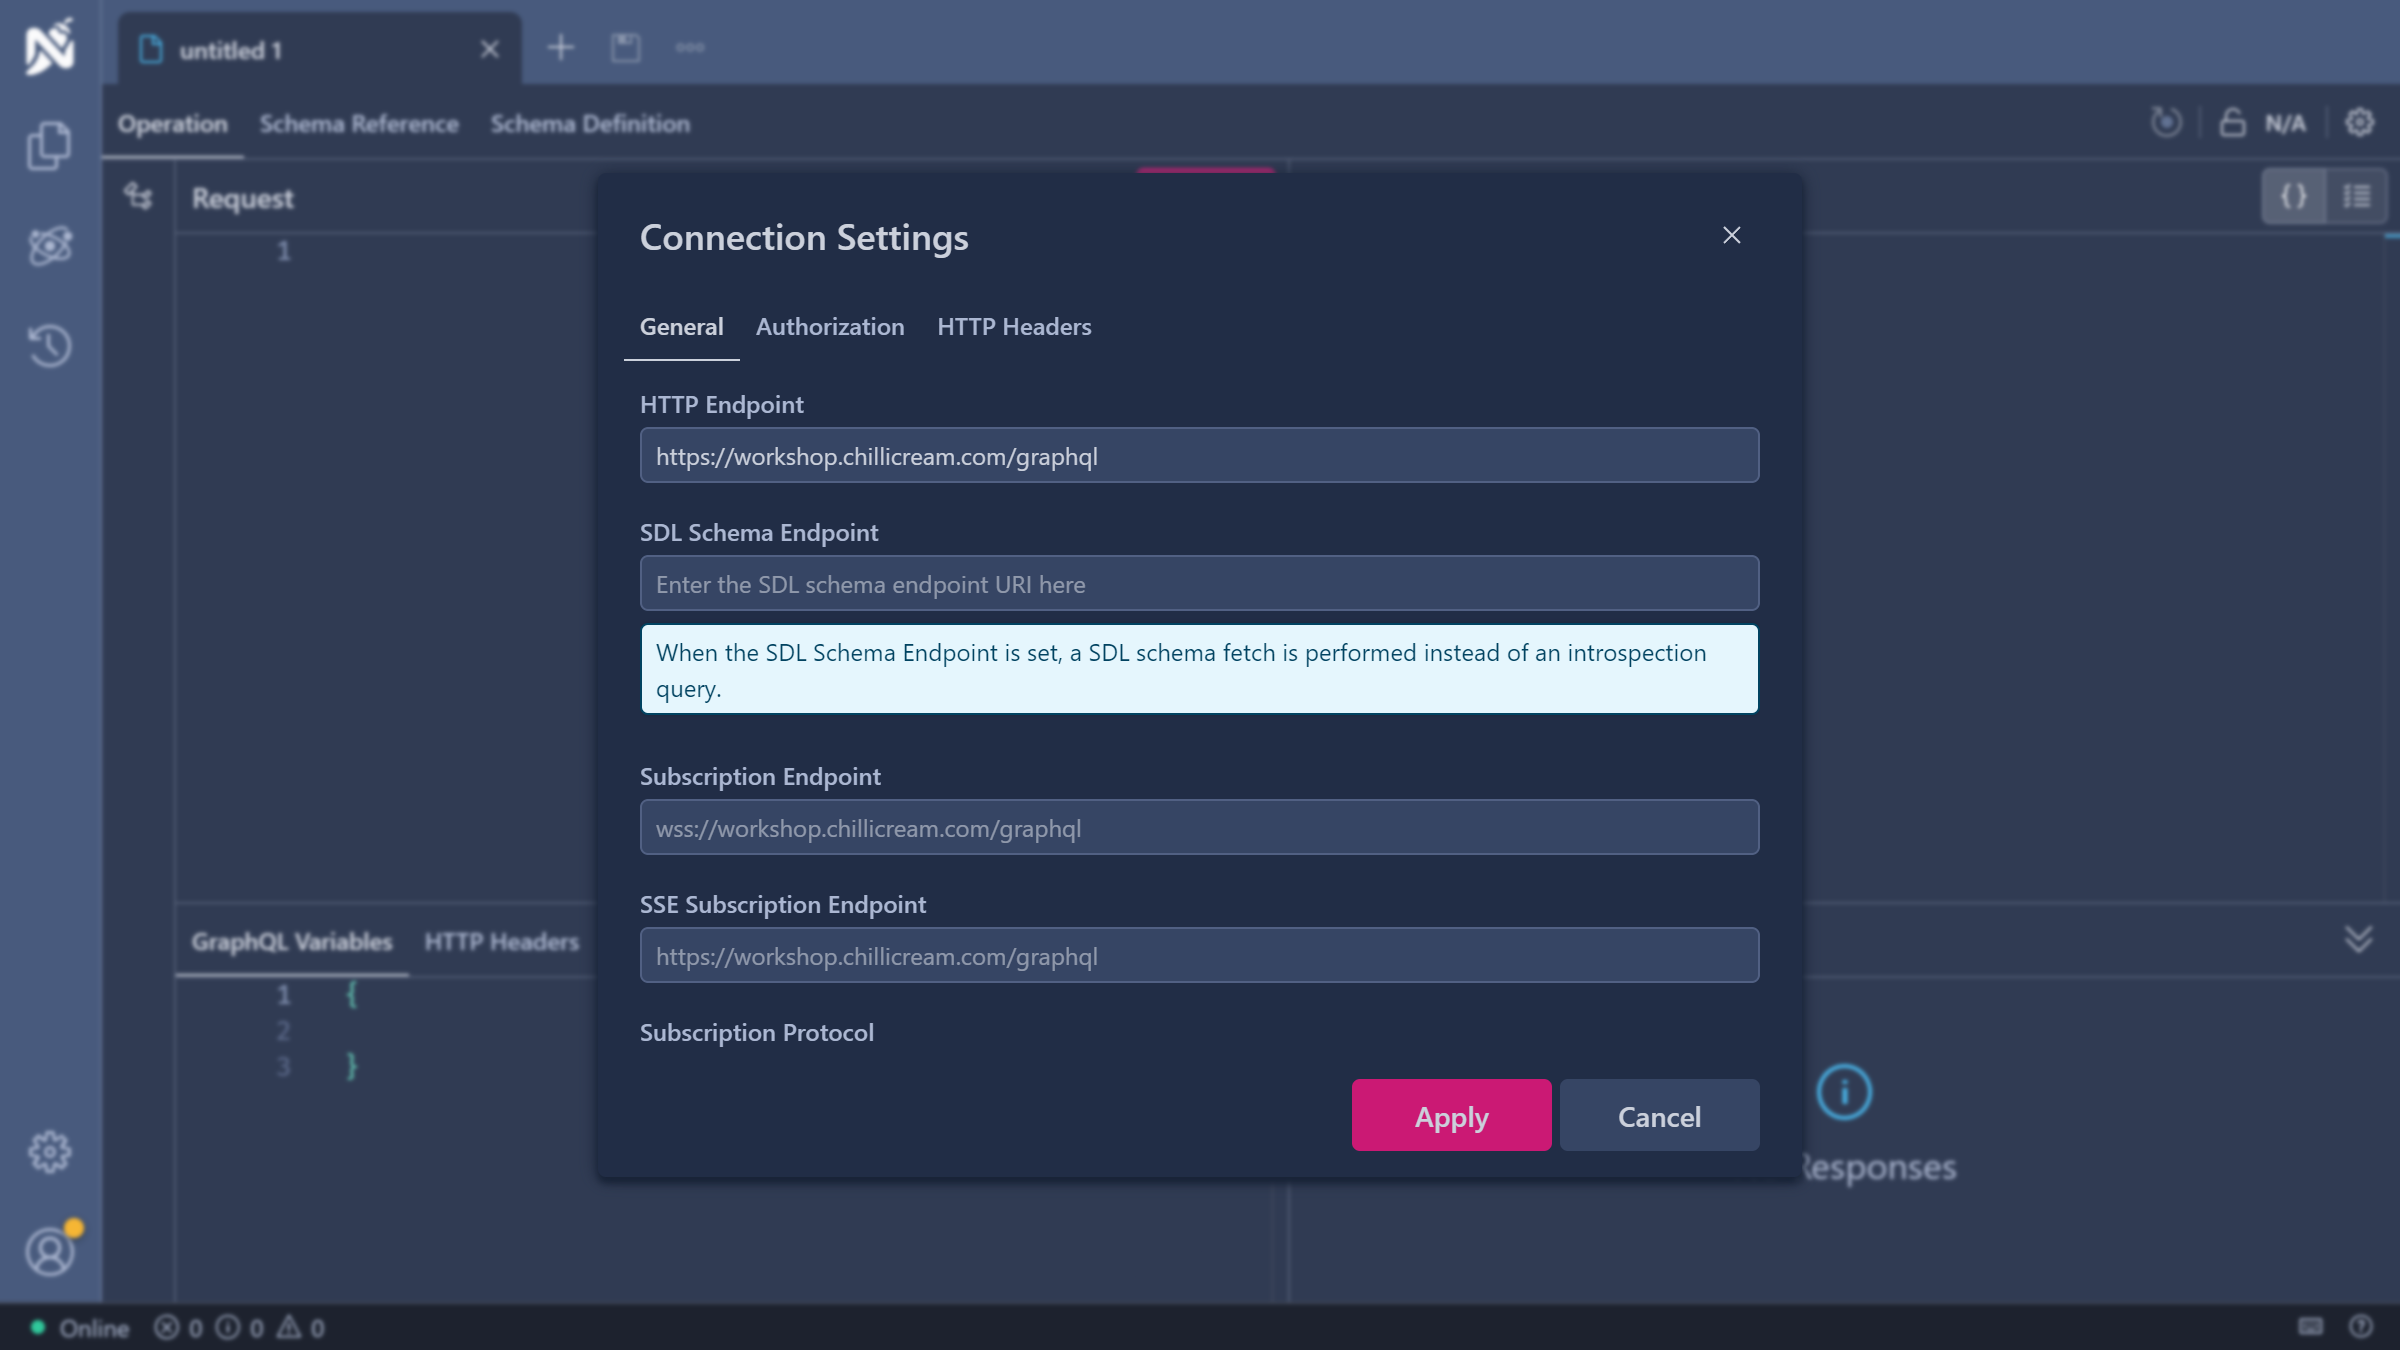 untitled 1
Operation Schema Reference Schema Definition
N/A
Request
1
Connection Settings
General Authorization HTTP Headers
HTTP Endpoint
https://workshop.chillicream.com/graphql
SDL Schema Endpoint
Enter the SDL schema endpoint URI here
When the SDL Schema Endpoint is set, a SDL schema fetch is performed instead of an introspection
query.
Subscription Endpoint
wss://workshop.chillicream.com/graphql
SSE Subscription Endpoint
https://workshop.chillicream.com/graphql
Subscription Protocol
Apply Cancel
GraphQL Variables HTTP Headers
1 {
2
3 }
Responses
Online 0 0 0